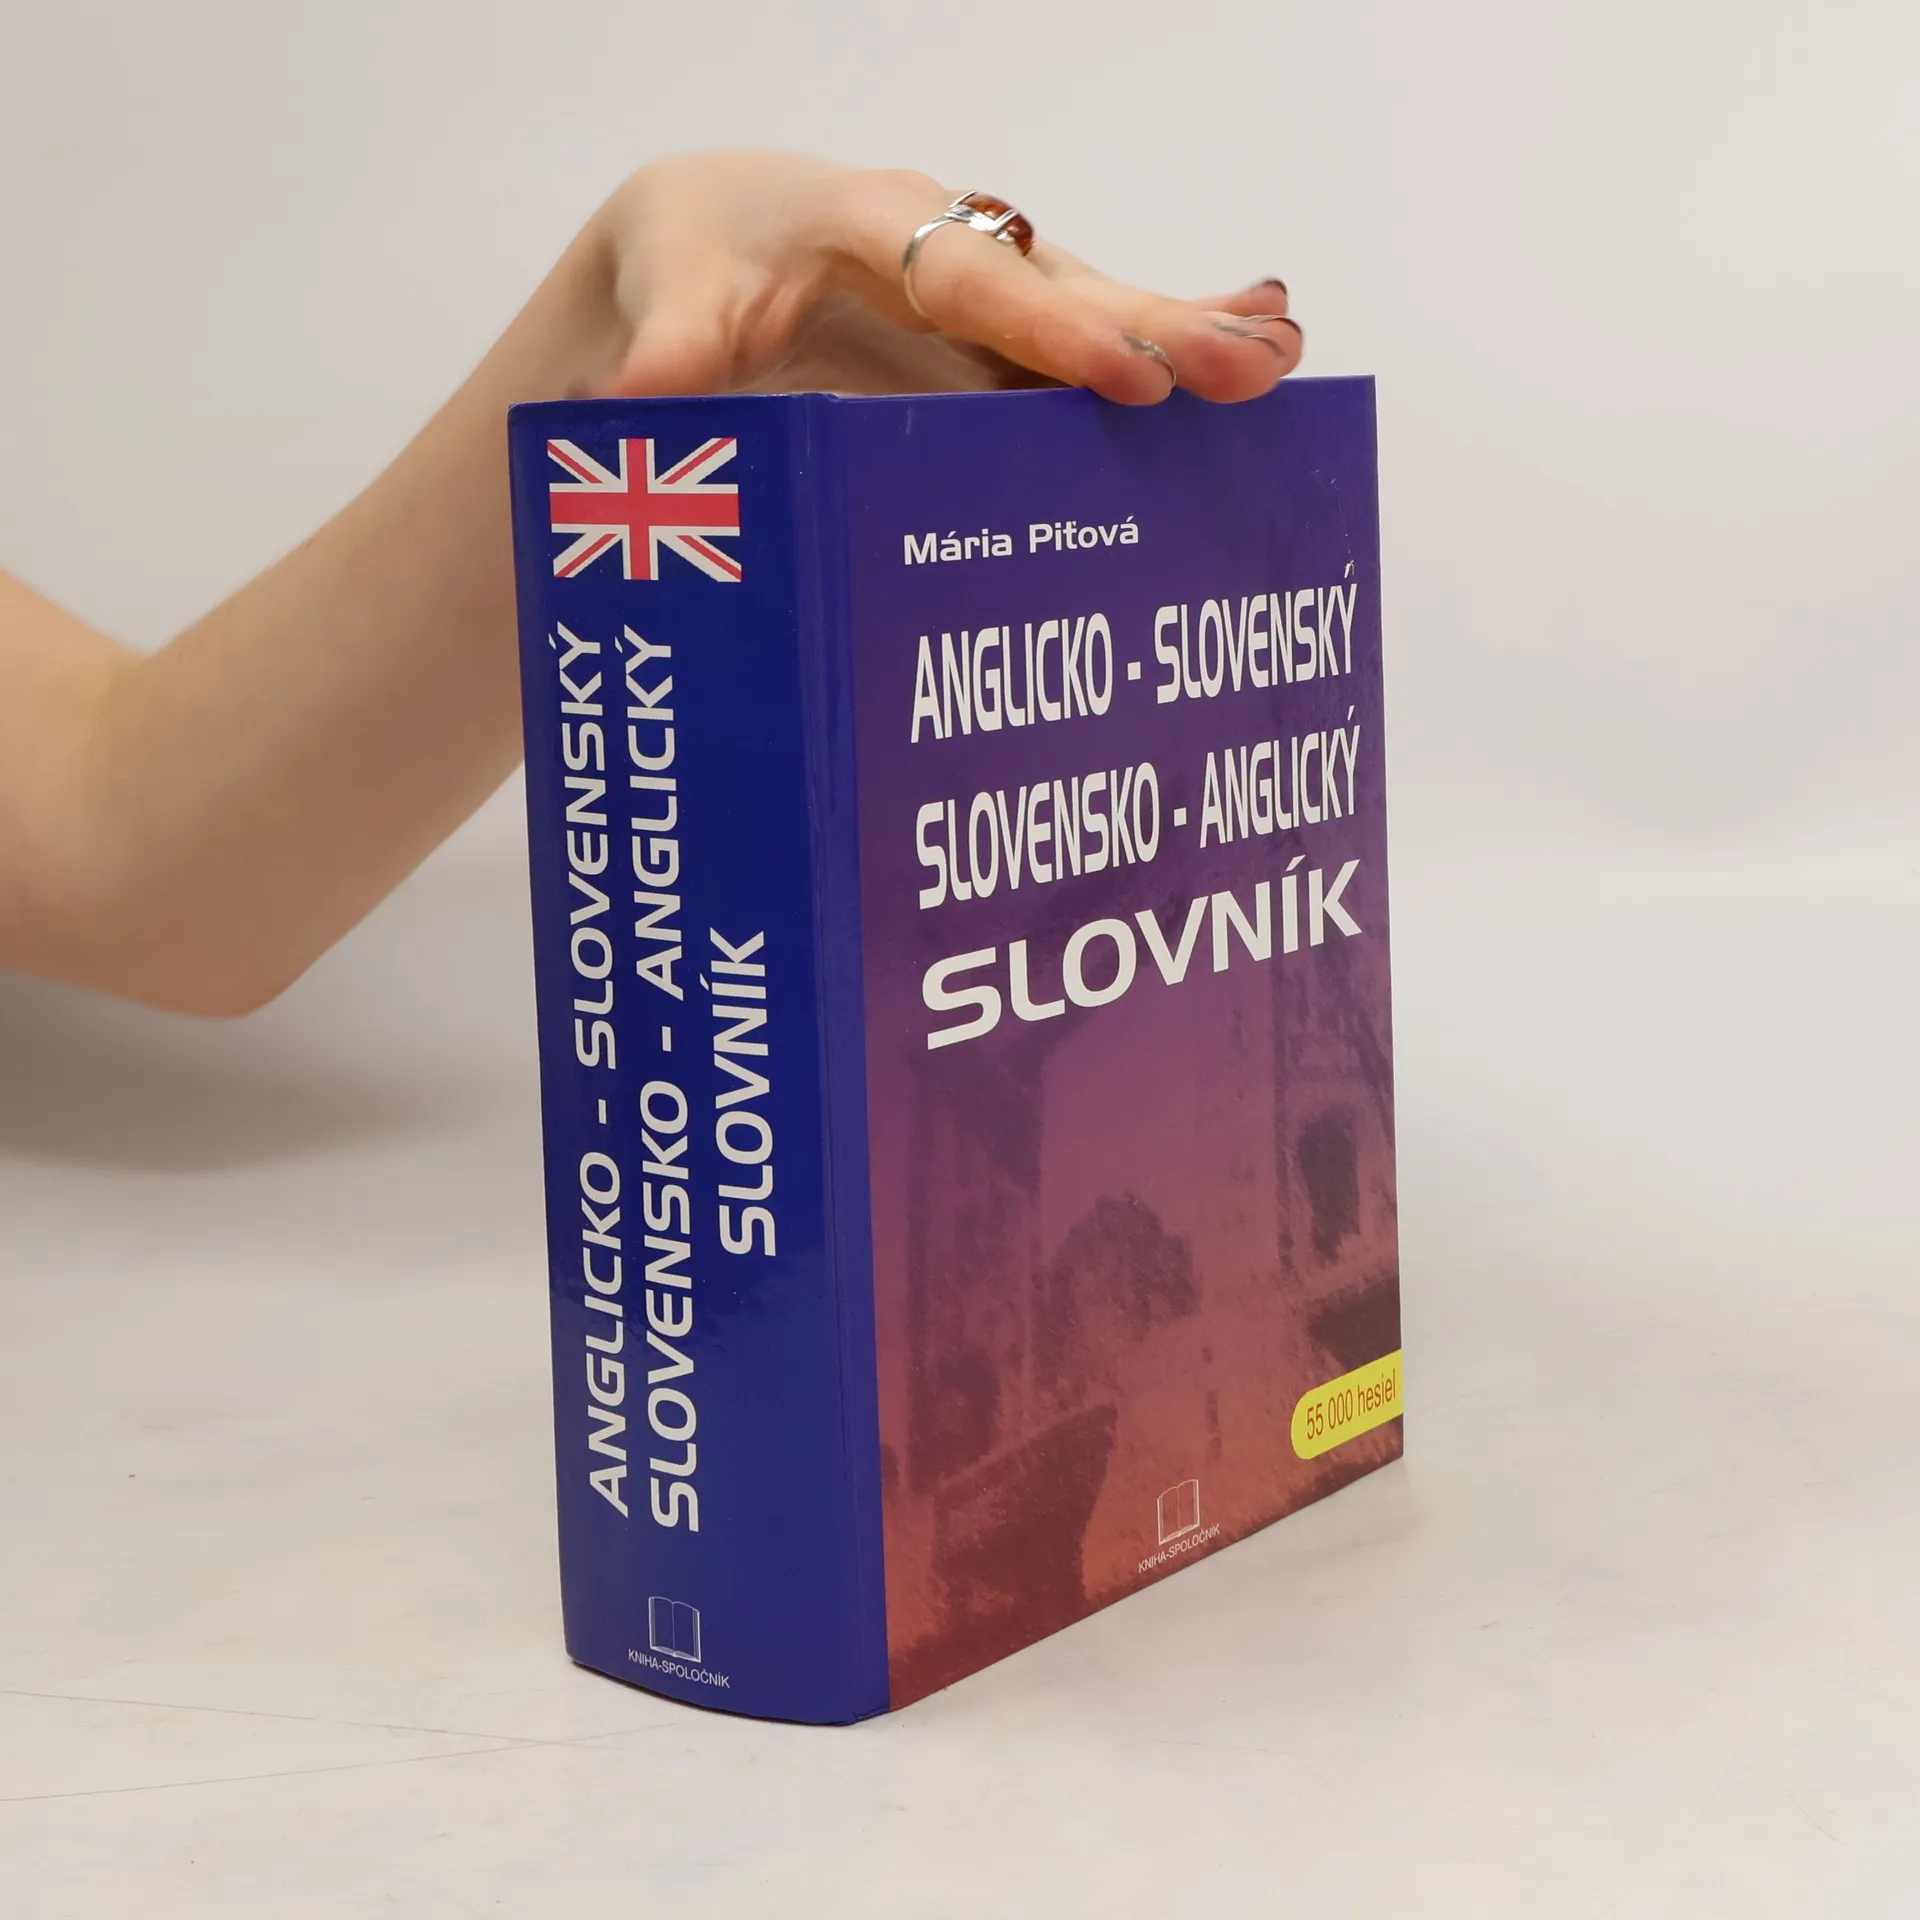 ANGLICKO - SLOVENSKÝ
SLOVENSKO - ANGLICKÝ
SLOVNÍK
KNIHA-SPOLOČNÍK
Mária Piťová
ANGLICKO - SLOVENSKÝ
SLOVENSKO - ANGLICKÝ
SLOVNÍK
55 000 hesiel
KNIHA-SPOLOČNÍK